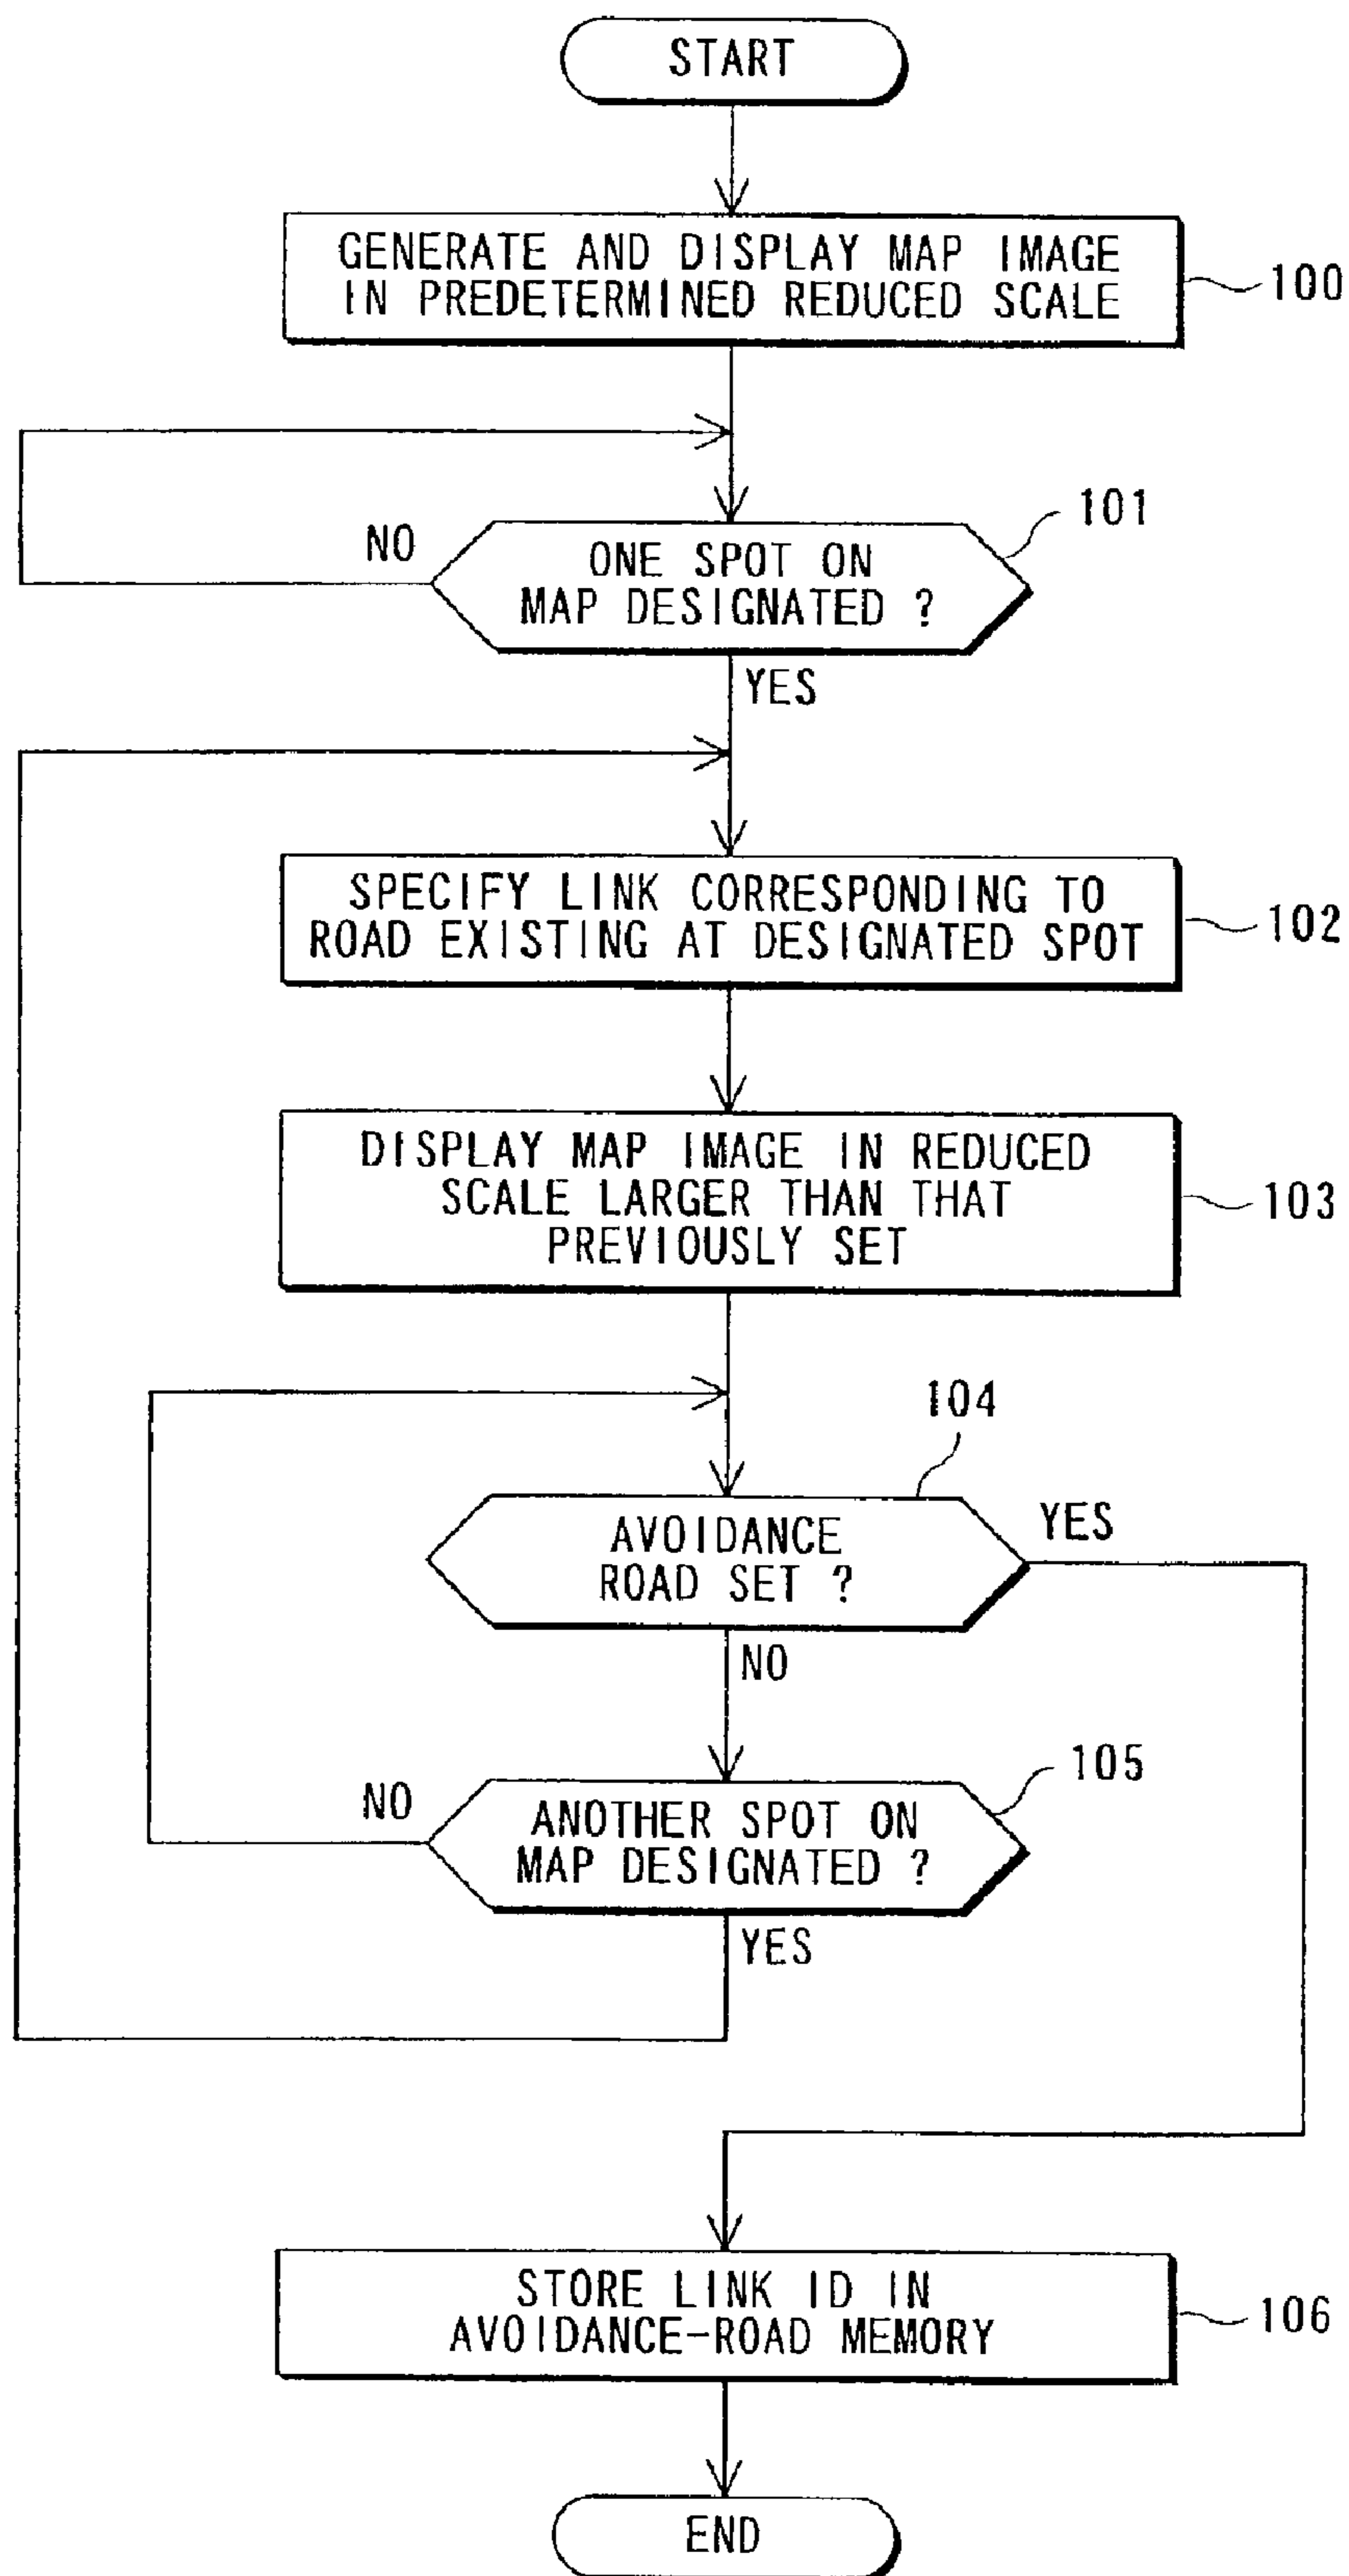 START
GENERATE AND DISPLAY MAP IMAGE
IN PREDETERMINED REDUCED SCALE
100
101
NO
ONE SPOT ON
MAP DESIGNATED ?
YES
SPECIFY LINK CORRESPONDING TO
ROAD EXISTING AT DESIGNATED SPOT
102
DISPLAY MAP IMAGE IN REDUCED
SCALE LARGER THAN THAT
PREVIOUSLY SET
103
104
AVOIDANCE
ROAD SET ?
YES
NO
105
NO
ANOTHER SPOT ON
MAP DESIGNATED ?
YES
STORE LINK ID IN
AVOIDANCE-ROAD MEMORY
106
END